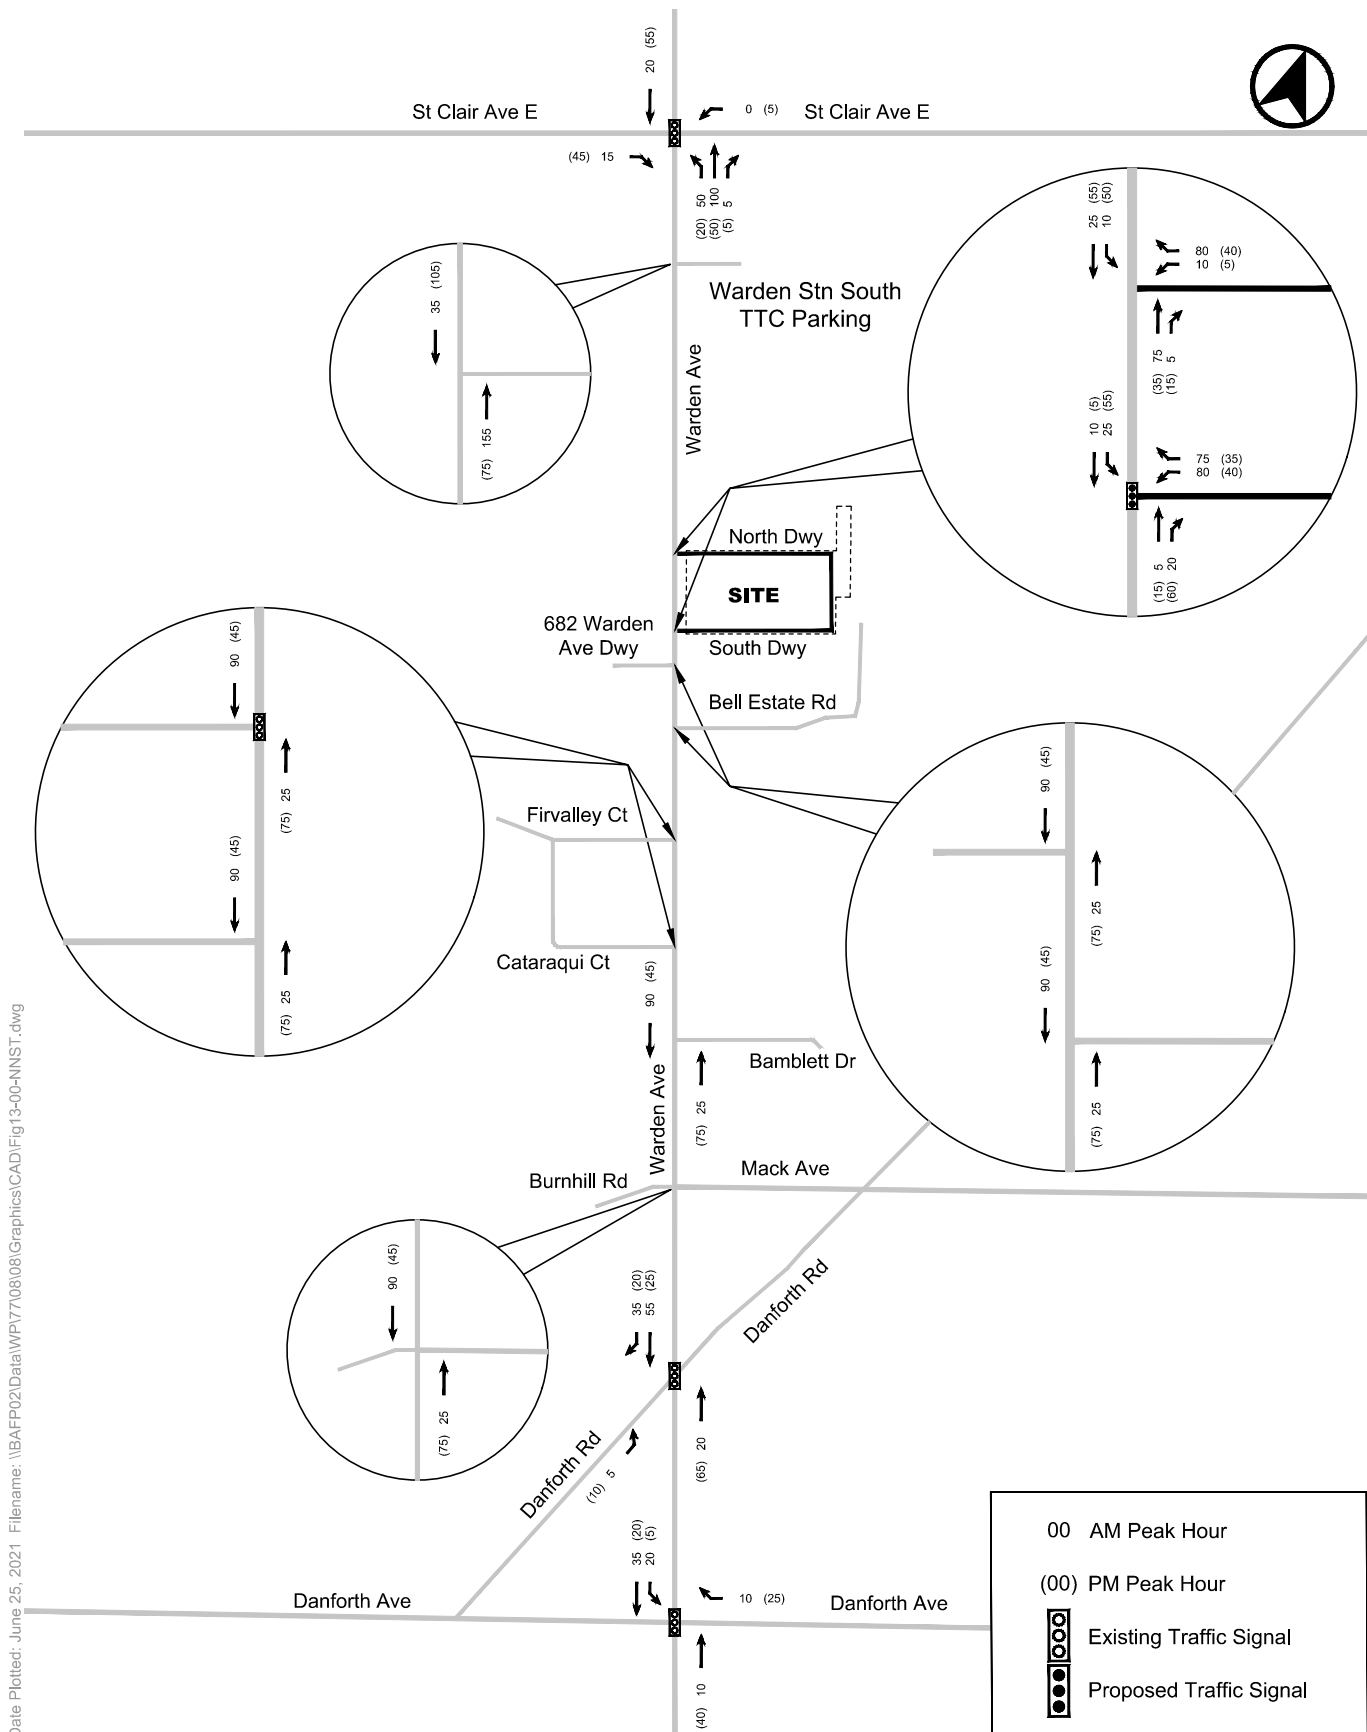 20 (55)
St Clair Ave E
0 (5)
St Clair Ave E
(45) 15
(20) 50
(50) 100
(5) 5
35 (105)
(75) 155
Warden Stn South
TTC Parking
Warden Ave
25 (55)
10 (50)
80 (40)
10 (5)
(35) 75
(15) 5
10 (5)
25 (55)
75 (35)
80 (40)
(15) 5
(60) 20
North Dwy
SITE
682 Warden
Ave Dwy
South Dwy
Bell Estate Rd
90 (45)
(75) 25
90 (45)
(75) 25
Firvalley Ct
Cataraqui Ct
90 (45)
(75) 25
90 (45)
(75) 25
90 (45)
(75) 25
Bamblett Dr
Warden Ave
Burnhill Rd
Mack Ave
90 (45)
(75) 25
35 (20)
55 (25)
Danforth Rd
(65) 20
Danforth Rd
(10) 5
35 (20)
20 (5)
Danforth Ave
10 (25)
Danforth Ave
(40) 10
00 AM Peak Hour
(00) PM Peak Hour
Existing Traffic Signal
Proposed Traffic Signal
Date Plotted: June 25, 2021 Filename: \\BAFP02\Data\WP\77\08\08\Graphics\CAD\Fig13-00-NNST.dwg